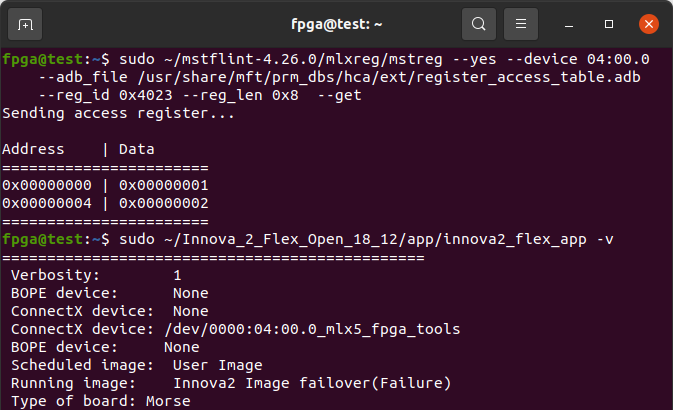 fpga@test: ~
fpga@test:~$ sudo ~/mstflint-4.26.0/mlxreg/mstreg --yes --device 04:00.0
--adb_file /usr/share/mft/prm_dbs/hca/ext/register_access_table.adb
--reg_id 0x4023 --reg_len 0x8  --get
Sending access register...
Address    | Data
=======================
0x00000000 | 0x00000001
0x00000004 | 0x00000002
=======================
fpga@test:~$ sudo ~/Innova_2_Flex_Open_18_12/app/innova2_flex_app -v
===============================================
Verbosity:        1
BOPE device:      None
ConnectX device:  None
ConnectX device: /dev/0000:04:00.0_mlx5_fpga_tools
BOPE device:     None
Scheduled image:  User Image
Running image:    Innova2 Image failover(Failure)
Type of board: Morse